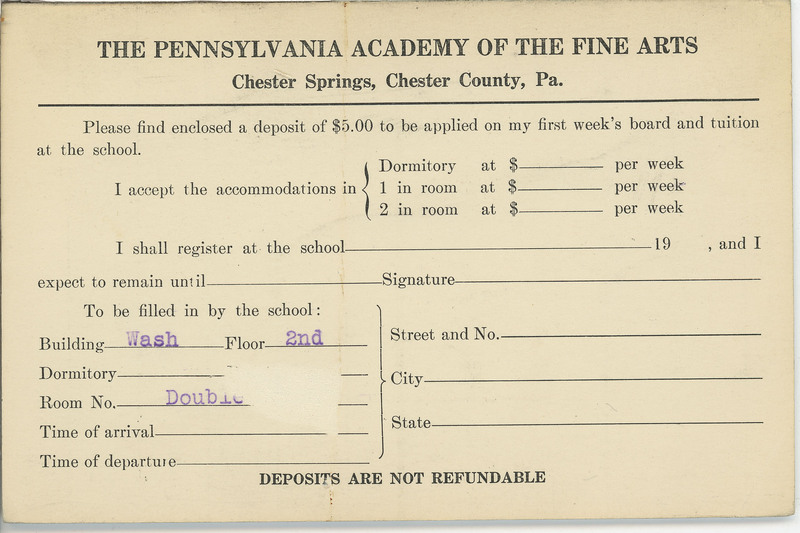 THE PENNSYLVANIA ACADEMY OF THE FINE ARTS
Chester Springs, Chester County, Pa.
Please find enclosed a deposit of $5.00 to be applied on my first week's board and tuition
at the school.
I accept the accommodations in { Dormitory at $ per week
1 in room at $ per week
2 in room at $ per week
I shall register at the school 19 , and I
expect to remain until Signature
To be filled in by the school:
Building Wash Floor 2nd
Dormitory
Room No. Double
Time of arrival
Time of departure
Street and No.
City
State
DEPOSITS ARE NOT REFUNDABLE